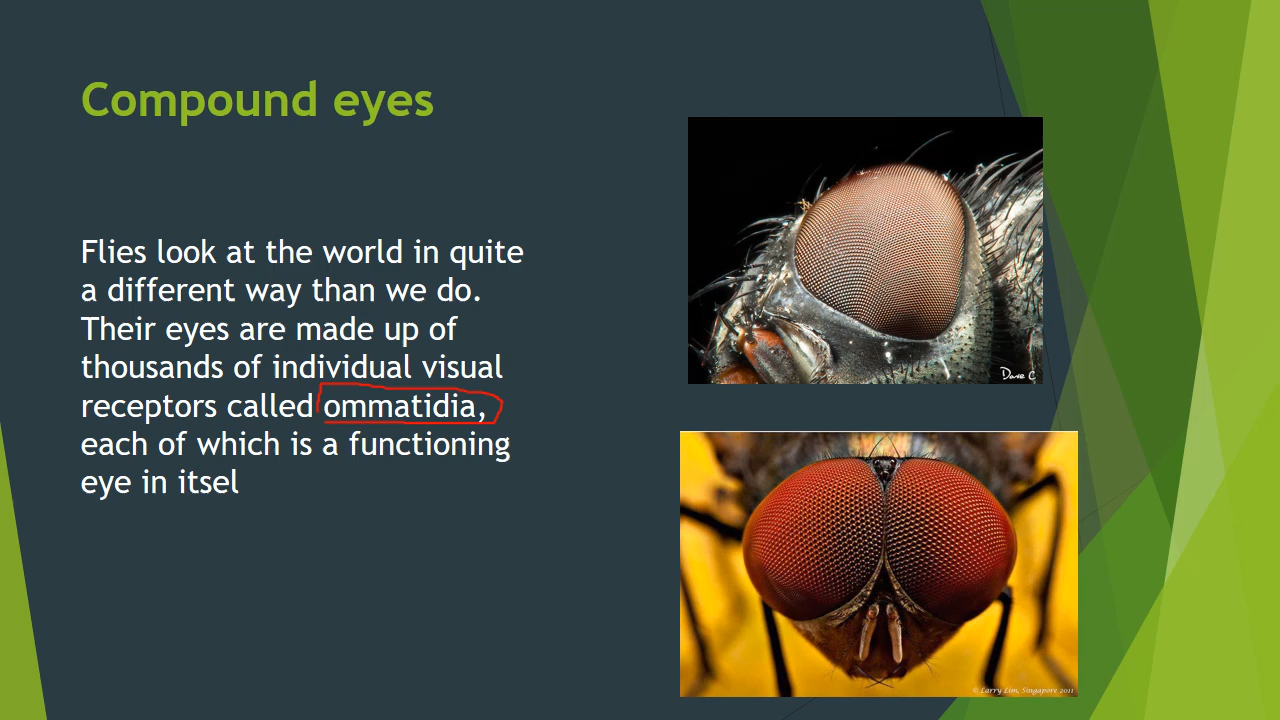 Compound eyes
Flies look at the world in quite
a different way than we do.
Their eyes are made up of
thousands of individual visual
receptors called ommatidia,
each of which is a functioning
eye in itsel
Dave C
© Larry Lim, Singapore 2011